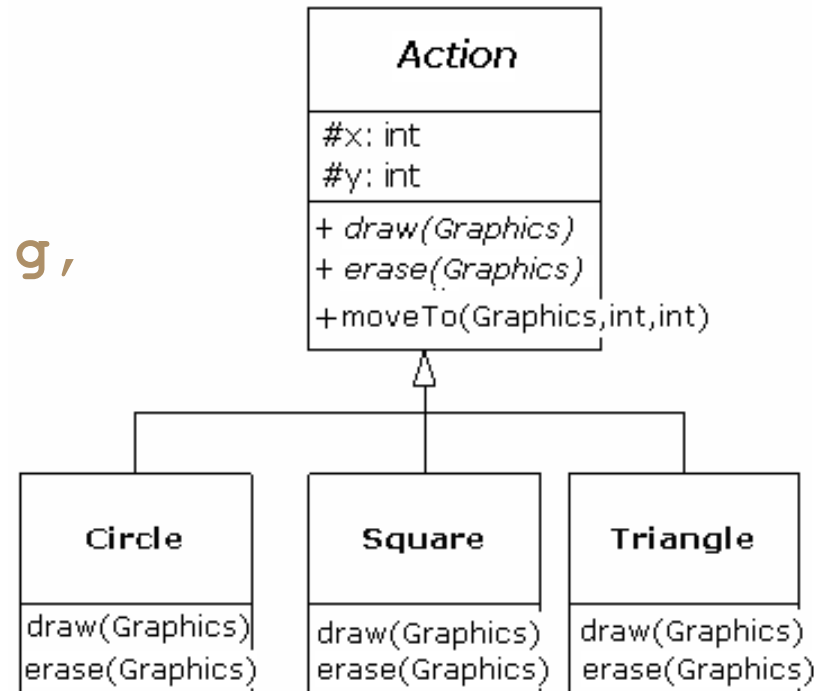 Action
#x: int
#y: int
g,
+ draw(Graphics)
+ erase(Graphics)
+moveTo(Graphics,int,int)
Circle
Square
Triangle
draw(Graphics)
erase(Graphics)
draw(Graphics)
erase(Graphics)
draw(Graphics)
erase(Graphics)